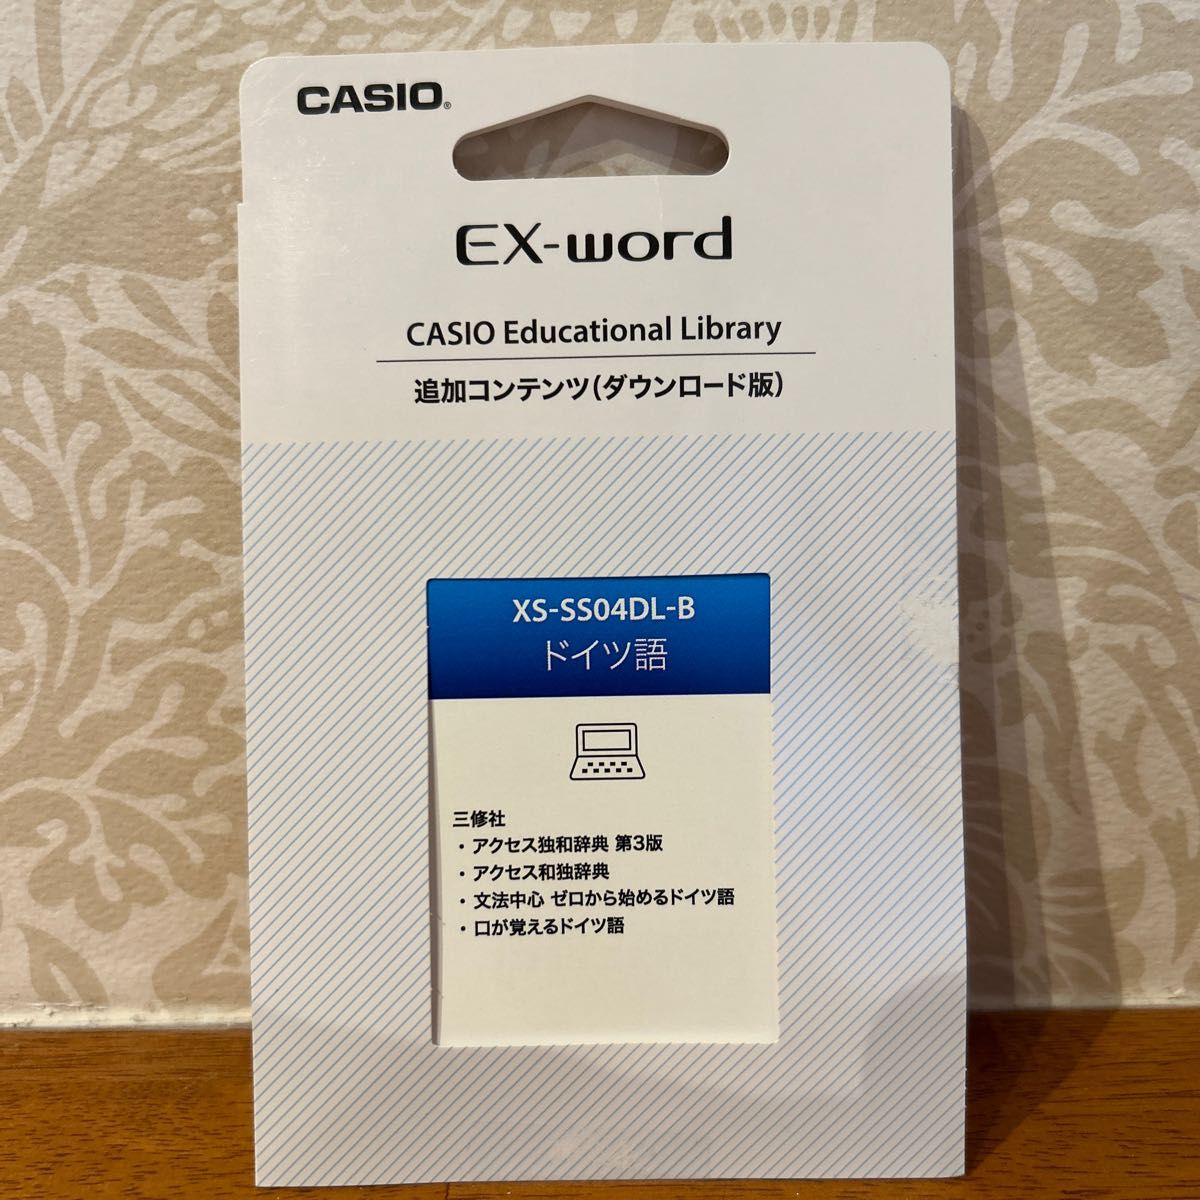 CASIO®
EX-word
CASIO Educational Library
追加コンテンツ(ダウンロード版)
XS-SS04DL-B
ドイツ語
三修社
・アクセス独和辞典 第3版
・アクセス和独辞典
・文法中心 ゼロから始めるドイツ語
・口が覚えるドイツ語